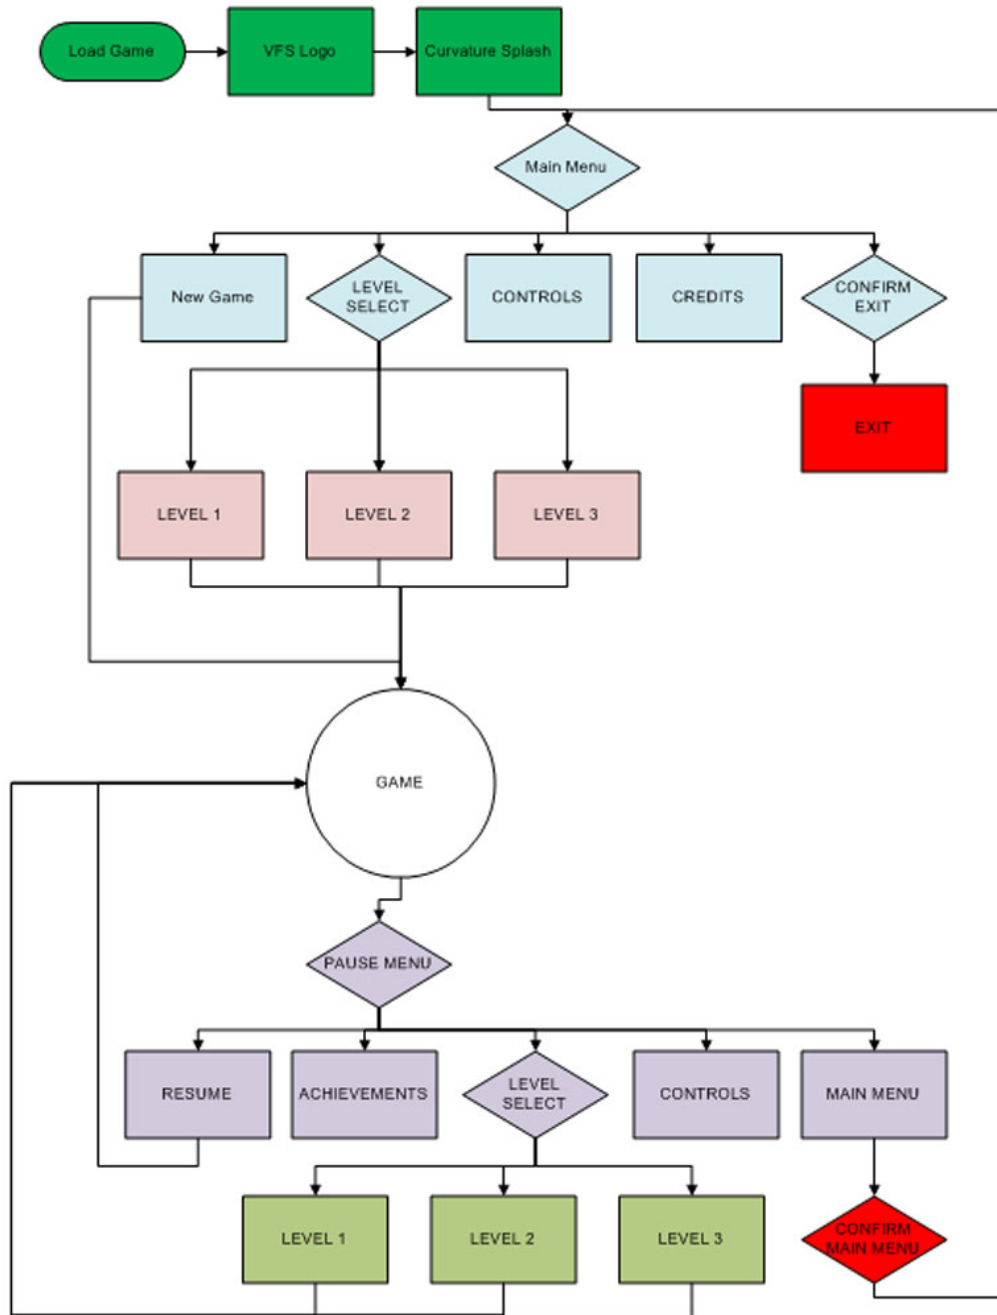 Load Game
VFS Logo
Curvature Splash
Main Menu
New Game
LEVEL
SELECT
CONTROLS
CREDITS
CONFIRM
EXIT
EXIT
LEVEL 1
LEVEL 2
LEVEL 3
GAME
PAUSE MENU
RESUME
ACHIEVEMENTS
LEVEL
SELECT
CONTROLS
MAIN MENU
LEVEL 1
LEVEL 2
LEVEL 3
CONFIRM
MAIN MENU